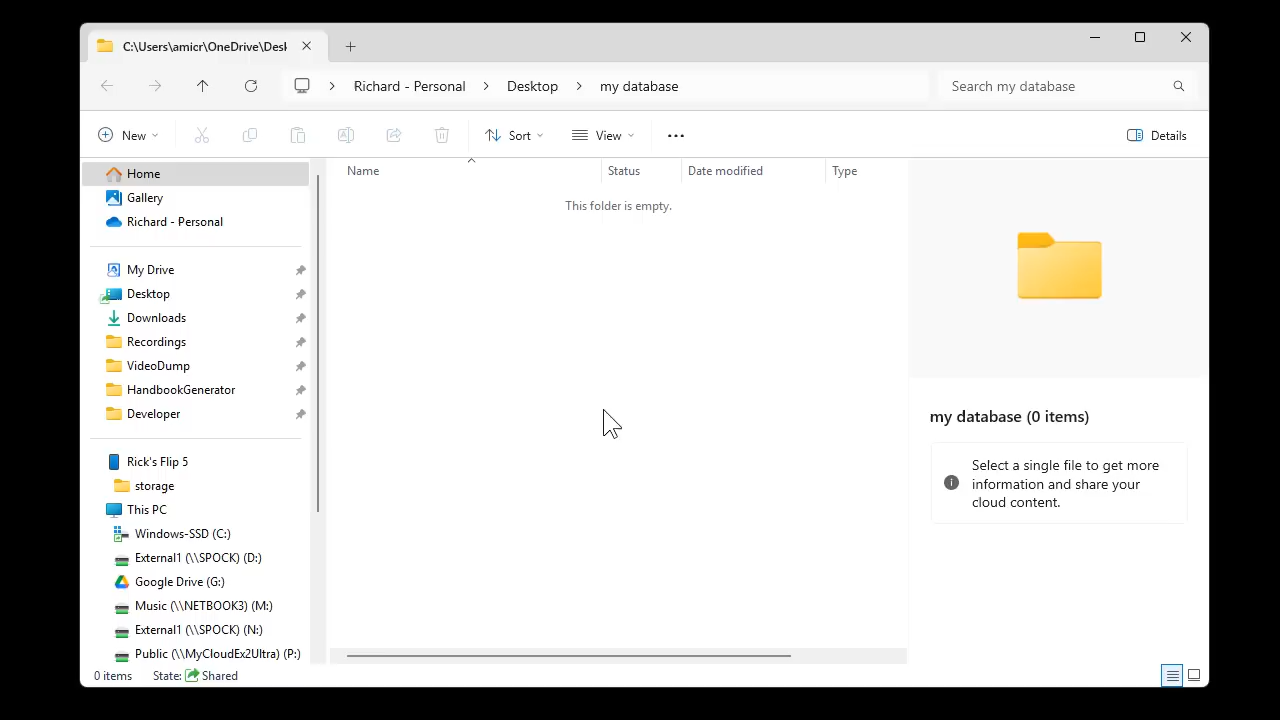 C:\Users\amicr\OneDrive\Desk
Richard - Personal > Desktop > my database
Search my database
New
Sort
View
Details
Home
Gallery
Richard - Personal
My Drive
Desktop
Downloads
Recordings
VideoDump
HandbookGenerator
Developer
Rick's Flip 5
storage
This PC
Windows-SSD (C:)
External1 (\\SPOCK) (D:)
Google Drive (G:)
Music (\\NETBOOK3) (M:)
External1 (\\SPOCK) (N:)
Public (\\MyCloudEx2Ultra) (P:)
Name Status Date modified Type
This folder is empty.
my database (0 items)
Select a single file to get more
information and share your
cloud content.
0 items State: Shared